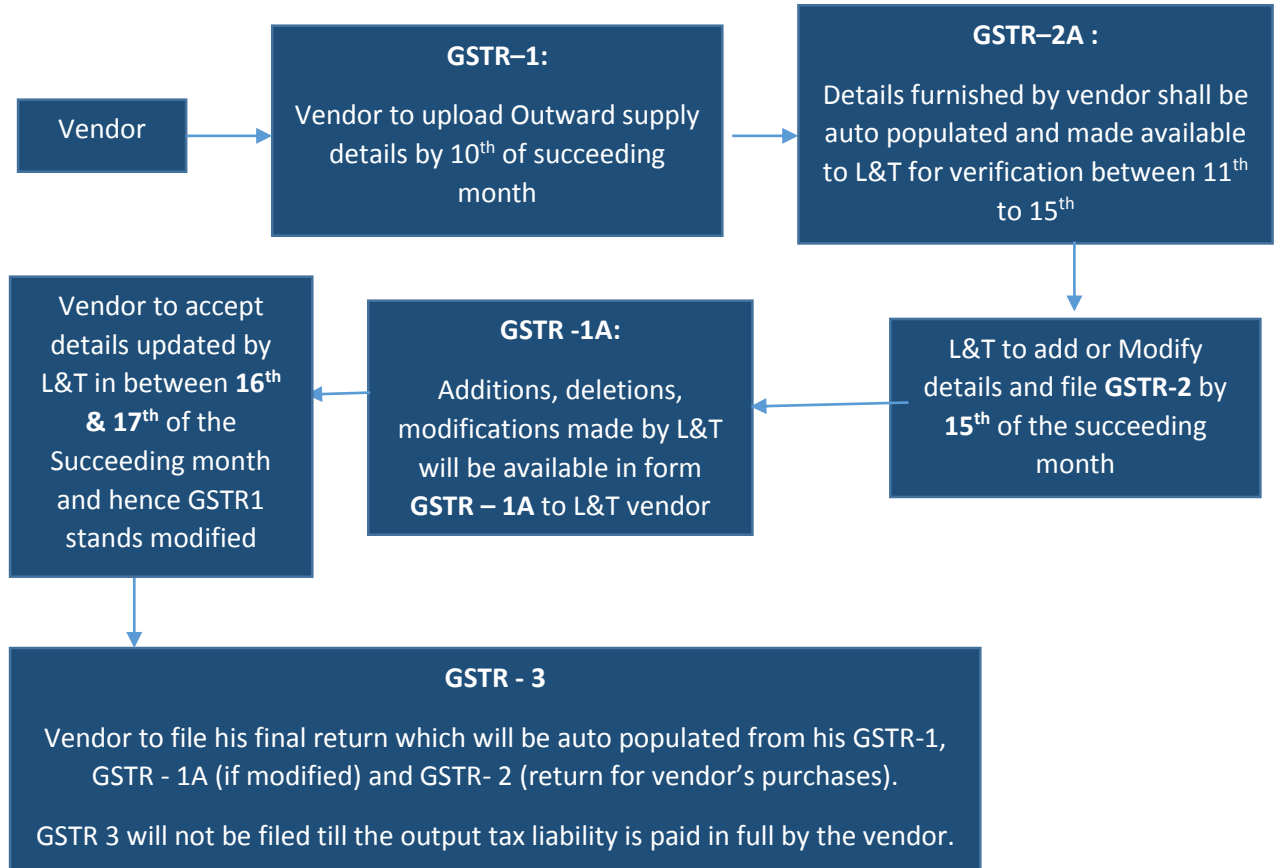 Vendor
GSTR–1:
Vendor to upload Outward supply
details by 10th of succeeding
month
GSTR–2A :
Details furnished by vendor shall be
auto populated and made available
to L&T for verification between 11th
to 15th
L&T to add or Modify
details and file GSTR-2 by
15th of the succeeding
month
GSTR -1A:
Additions, deletions,
modifications made by L&T
will be available in form
GSTR – 1A to L&T vendor
Vendor to accept
details updated by
L&T in between 16th
& 17th of the
Succeeding month
and hence GSTR1
stands modified
GSTR - 3
Vendor to file his final return which will be auto populated from his GSTR-1,
GSTR - 1A (if modified) and GSTR- 2 (return for vendor’s purchases).
GSTR 3 will not be filed till the output tax liability is paid in full by the vendor.